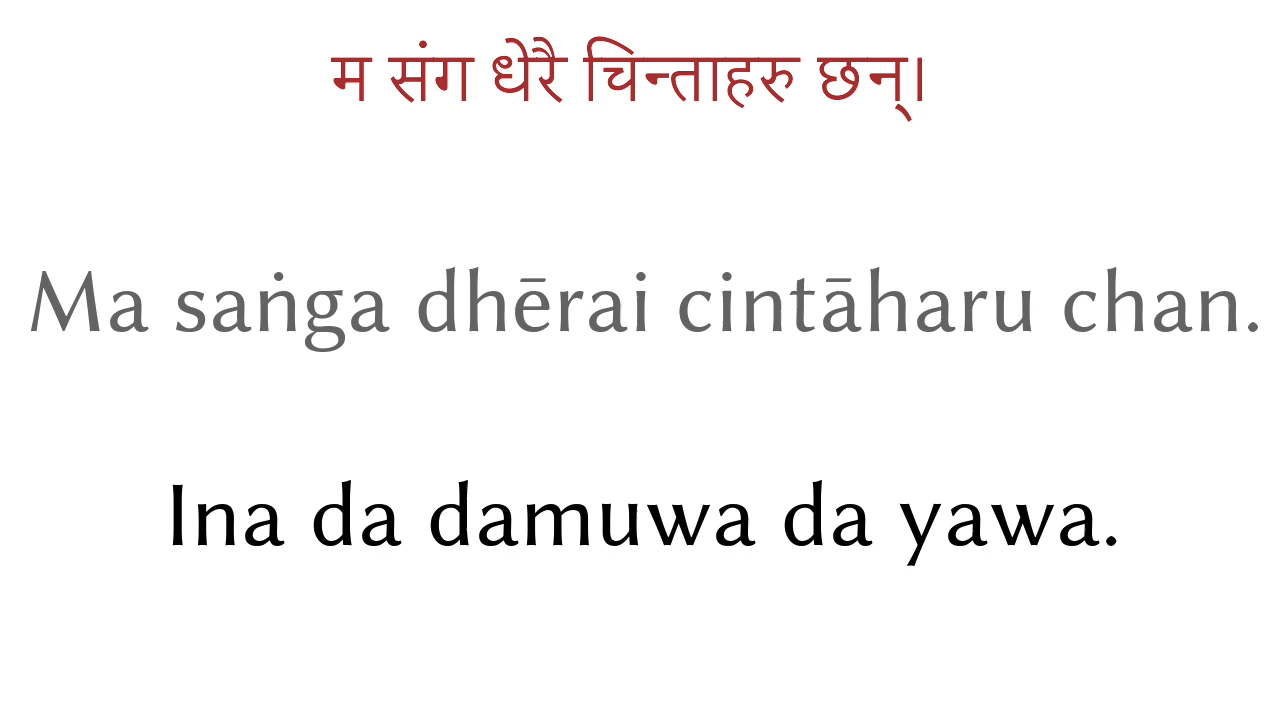 म संग धेरै चिन्ताहरु छन्।
Ma saṅga dhērai cintāharu chan.
Ina da damuwa da yawa.